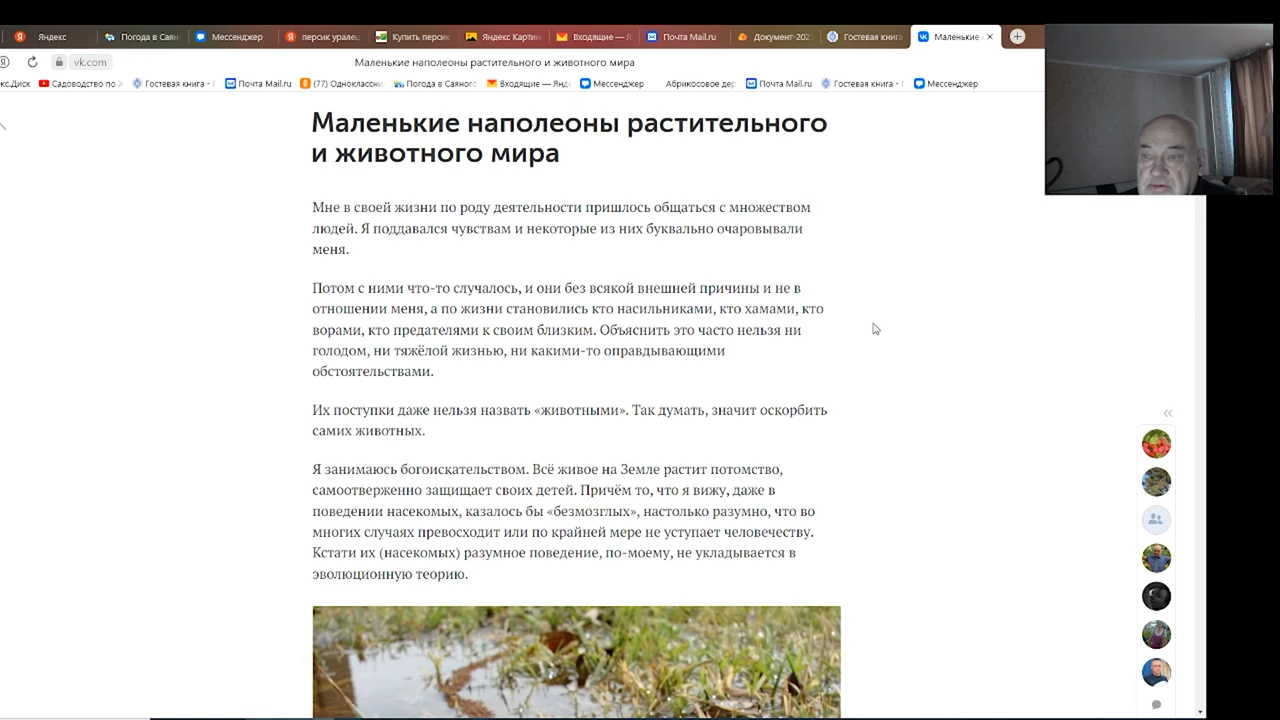 Яндекс
Погода в Саян
Мессенджер
персик уралец
Купить персик
Яндекс Картин
Входящие — Я
Почта Mail.ru
Документ-202
Гостевая книга
Маленькие
vk.com
Маленькие наполеоны растительного и животного мира
кс.Диск
Садоводство по
Гостевая книга - Г
Почта Mail.ru
(77) Одноклассни
Погода в Саяного
Входящие — Янд
Мессенджер
Абрикосовое дер
Почта Mail.ru
Гостевая книга - Г
Мессенджер
Маленькие наполеоны растительного
и животного мира
Мне в своей жизни по роду деятельности пришлось общаться с множеством
людей. Я поддавался чувствам и некоторые из них буквально очаровывали
меня.
Потом с ними что-то случалось, и они без всякой внешней причины и не в
отношении меня, а по жизни становились кто насильниками, кто хамами, кто
ворами, кто предателями к своим близким. Объяснить это часто нельзя ни
голодом, ни тяжёлой жизнью, ни какими-то оправдывающими
обстоятельствами.
Их поступки даже нельзя назвать «животными». Так думать, значит оскорбить
самих животных.
Я занимаюсь богоискательством. Всё живое на Земле растит потомство,
самоотверженно защищает своих детей. Причём то, что я вижу, даже в
поведении насекомых, казалось бы «безмозглых», настолько разумно, что во
многих случаях превосходит или по крайней мере не уступает человечеству.
Кстати их (насекомых) разумное поведение, по-моему, не укладывается в
эволюционную теорию.